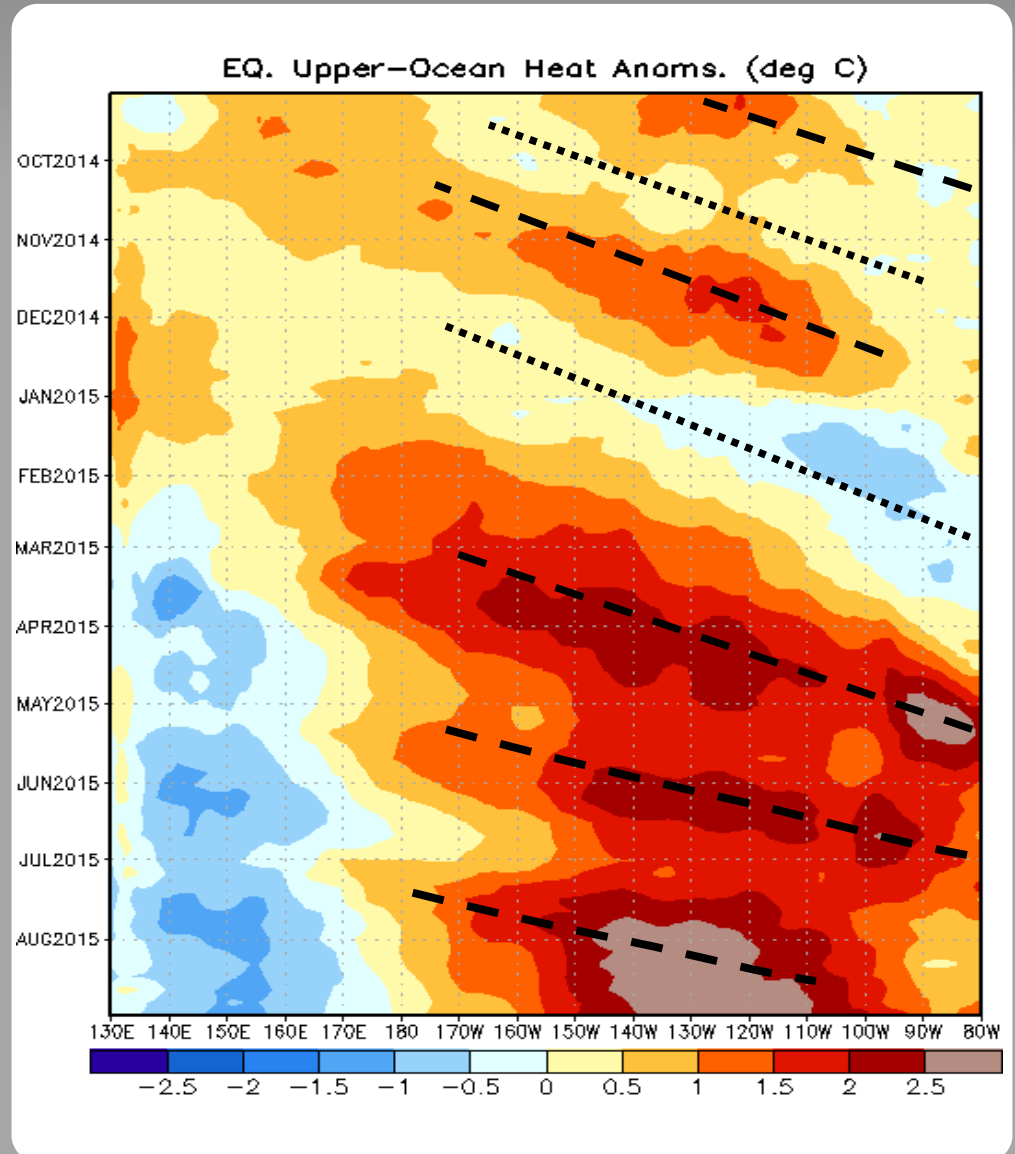 EQ. Upper-Ocean Heat Anoms. (deg C)
OCT2014
NOV2014
DEC2014
JAN2015
FEB2015
MAR2015
APR2015
MAY2015
JUN2015
JUL2015
AUG2015
130E 140E 150E 160E 170E 180 170W 160W 150W 140W 130W 120W 110W 100W 90W 80W
-2.5 -2 -1.5 -1 -0.5 0 0.5 1 1.5 2 2.5